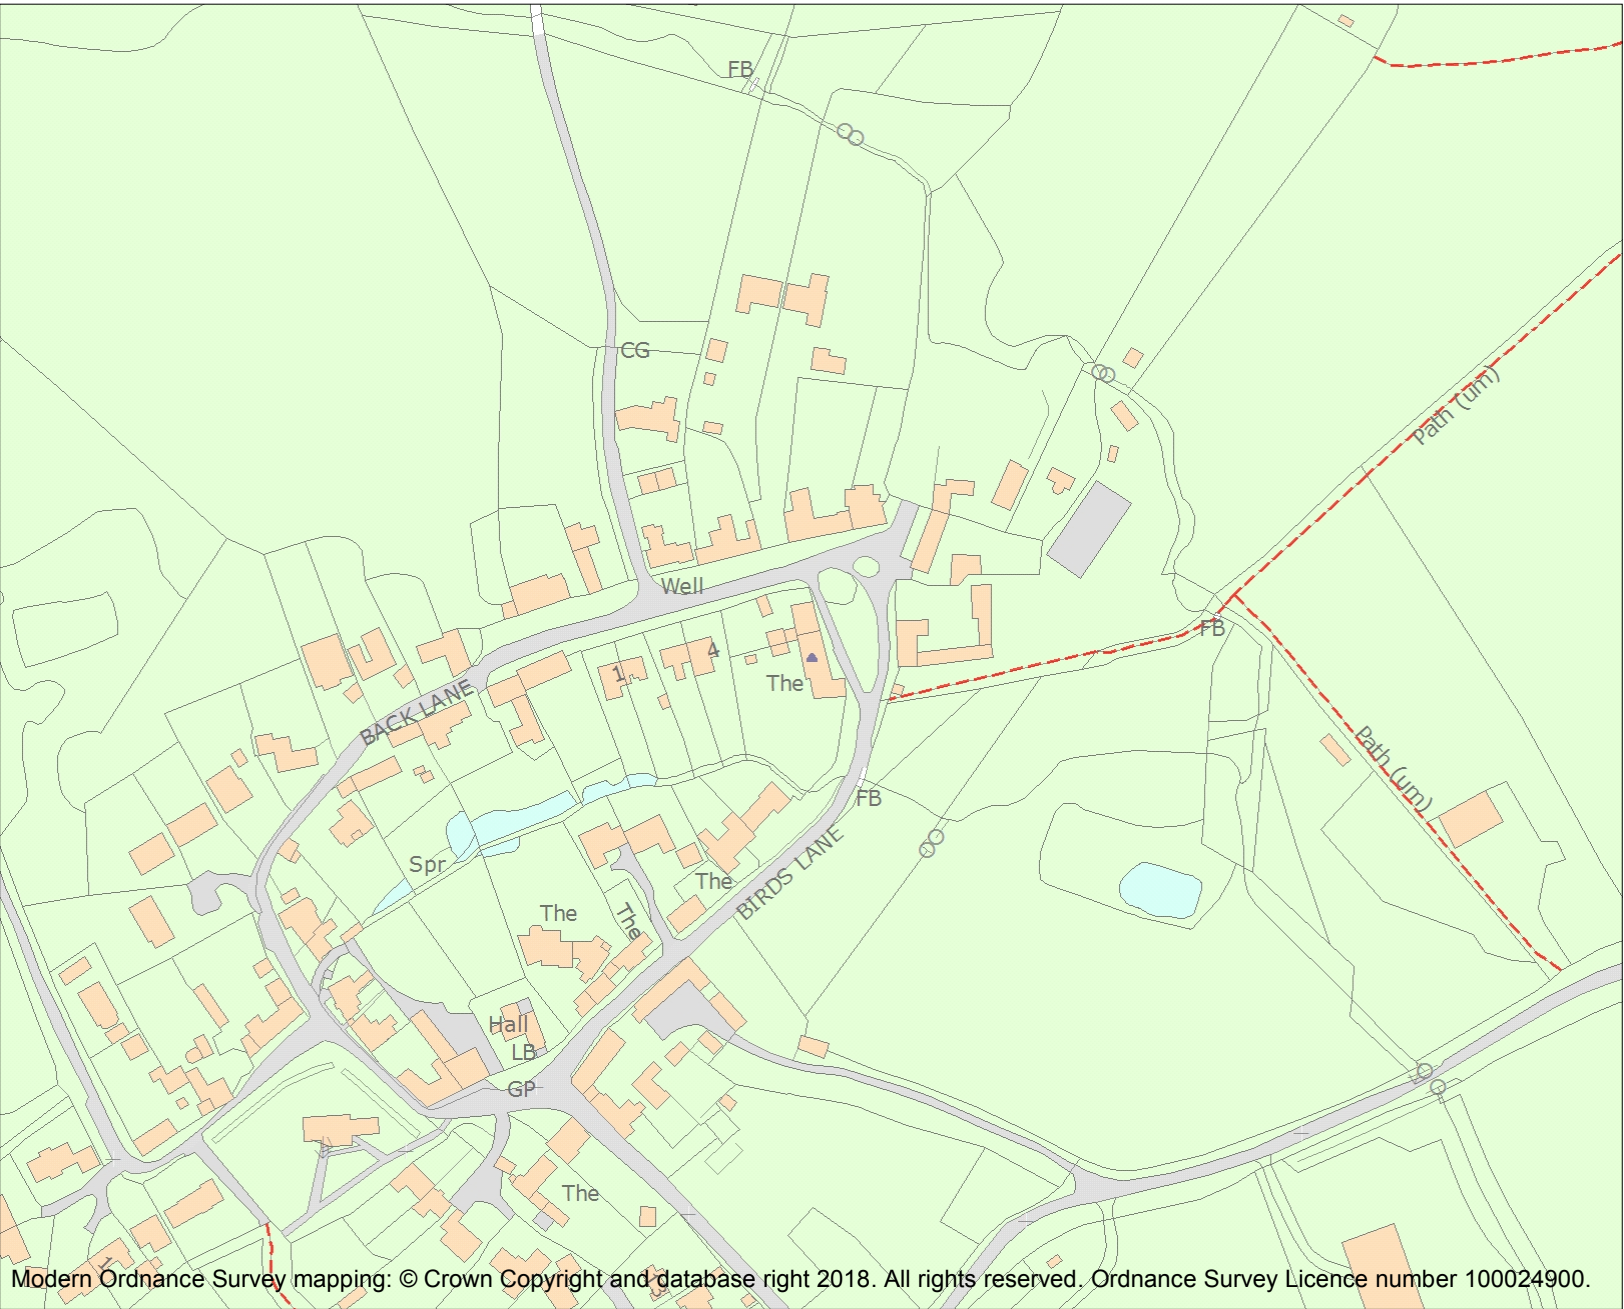 FB
CG
Path (um)
Well
FB
4
1
The
BACK LANE
Path (um)
FB
BIRDS LANE
Spr
The
The
The
Hall
LB
GP
The
1
13
Modern Ordnance Survey mapping: © Crown Copyright and database right 2018. All rights reserved. Ordnance Survey Licence number 100024900.